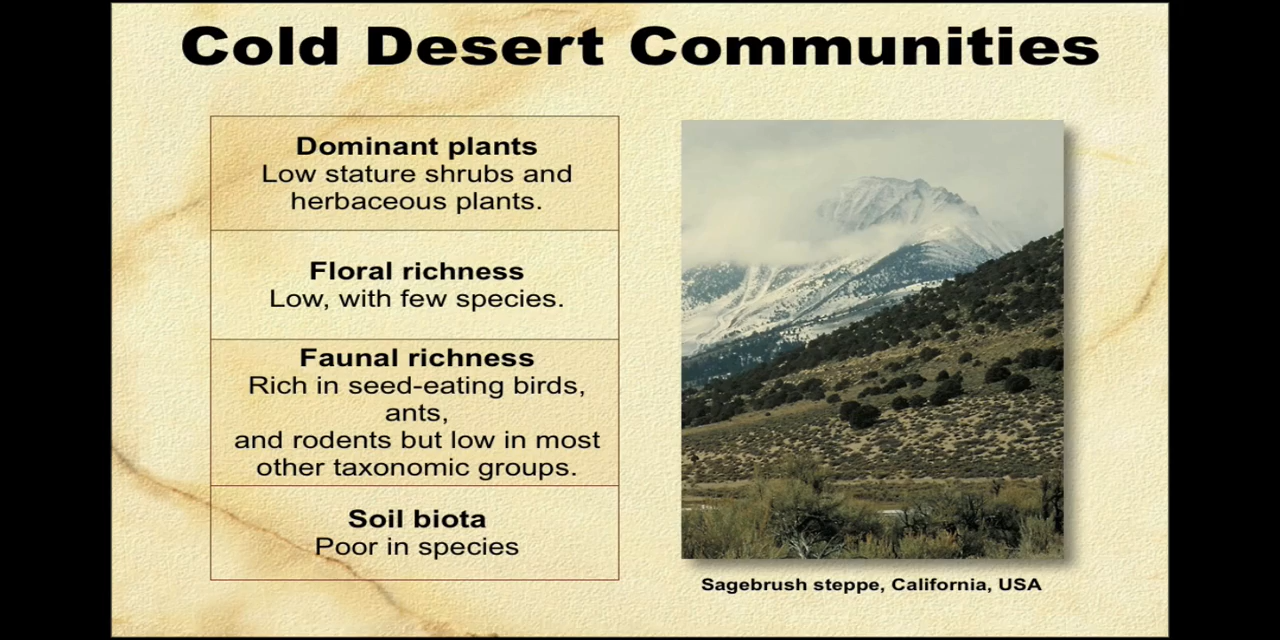 Cold Desert Communities
Dominant plants
Low stature shrubs and
herbaceous plants.
Floral richness
Low, with few species.
Faunal richness
Rich in seed-eating birds,
ants,
and rodents but low in most
other taxonomic groups.
Soil biota
Poor in species
Sagebrush steppe, California, USA